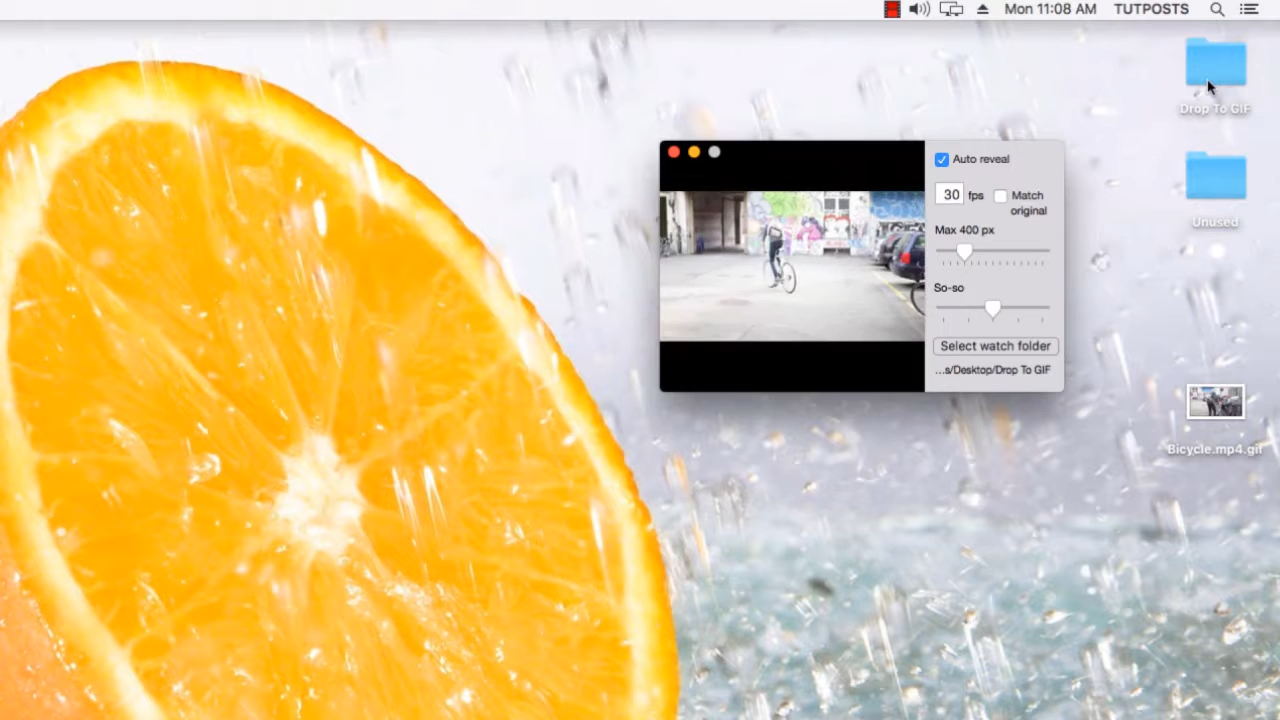 Mon 11:08 AM TUTPOSTS
Drop To GIF
Unused
Auto reveal
30 fps
Match
original
Max 400 px
So-so
Select watch folder
...s/Desktop/Drop To GIF
Bicycle.mp4.gif